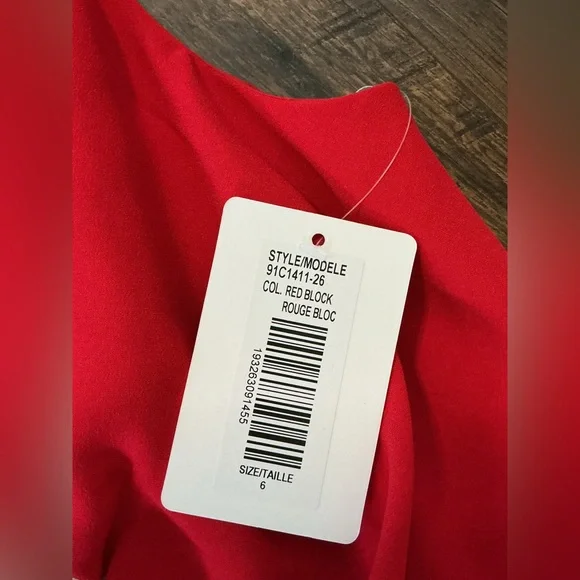 STYLE/MODELE
91C1411-26
COL. RED BLOCK
ROUGE BLOC
193263091455
SIZE/TAILLE
6